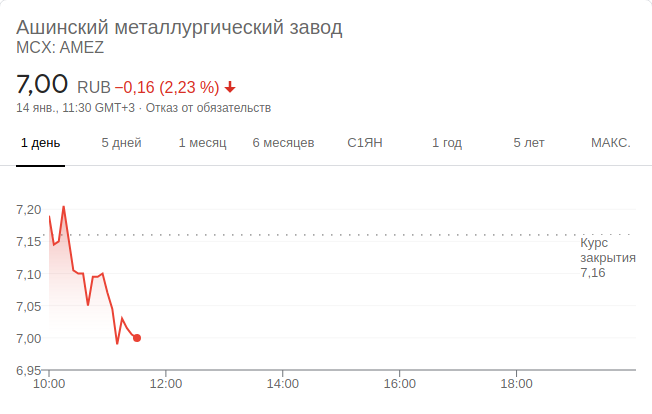 Ашинский металлургический завод
MCX: AMEZ
7,00 RUB −0,16 (2,23 %)
14 янв., 11:30 GMT+3 · Отказ от обязательств
1 день 5 дней 1 месяц 6 месяцев С1ЯН 1 год 5 лет МАКС.
7,20
7,15
7,10
7,05
7,00
6,95
Курс
закрытия
7,16
10:00 12:00 14:00 16:00 18:00